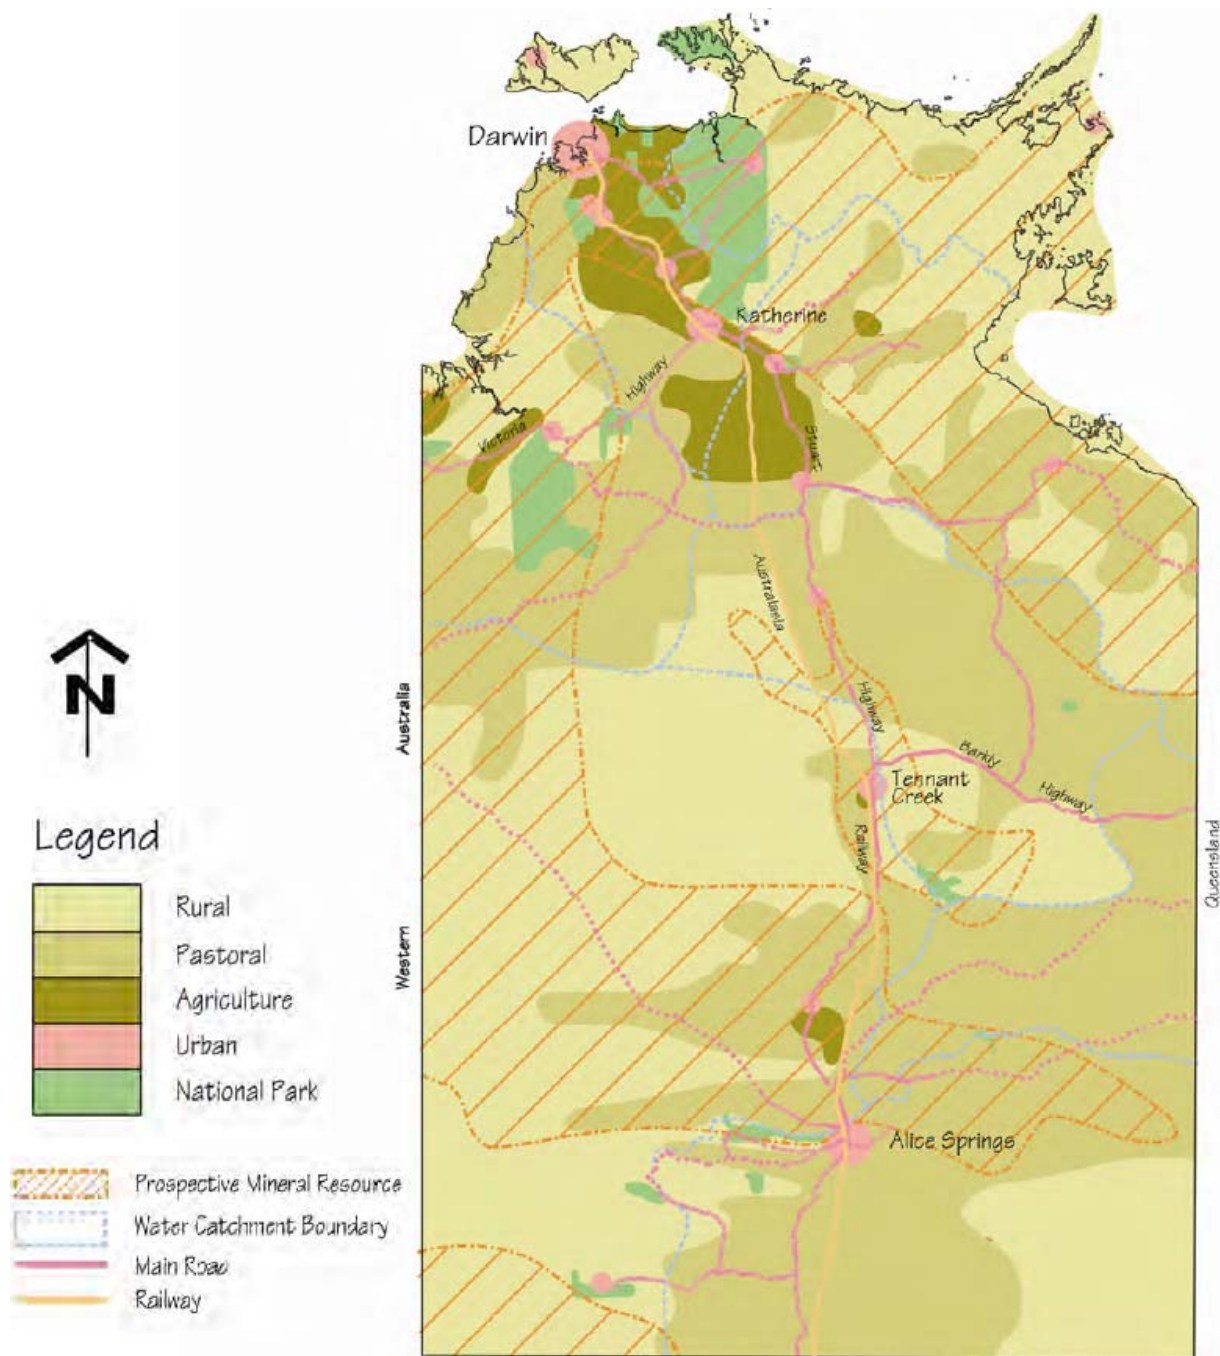 Darwin
Katherine
Highway
Victoria
Stuart
Australasia
Highway
Barkly
Highway
Tennant
Creek
Railway
Alice Springs
Australia
Western
Queensland
N
Legend
Rural
Pastoral
Agriculture
Urban
National Park
Prospective Mineral Resource
Water Catchment Boundary
Main Road
Railway